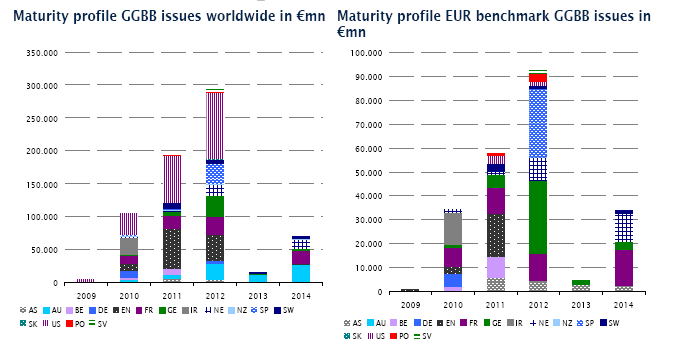 Maturity profile GGBB issues worldwide in €mn
350.000
300.000
250.000
200.000
150.000
100.000
50.000
0
2009 2010 2011 2012 2013 2014
AS AU BE DE EN FR GE IR NE NZ SP SW
SK US PO SV
Maturity profile EUR benchmark GGBB issues in
€mn
100.000
90.000
80.000
70.000
60.000
50.000
40.000
30.000
20.000
10.000
0
2009 2010 2011 2012 2013 2014
AS AU BE DE EN FR GE IR NE NZ SP SW
SK US PO SV